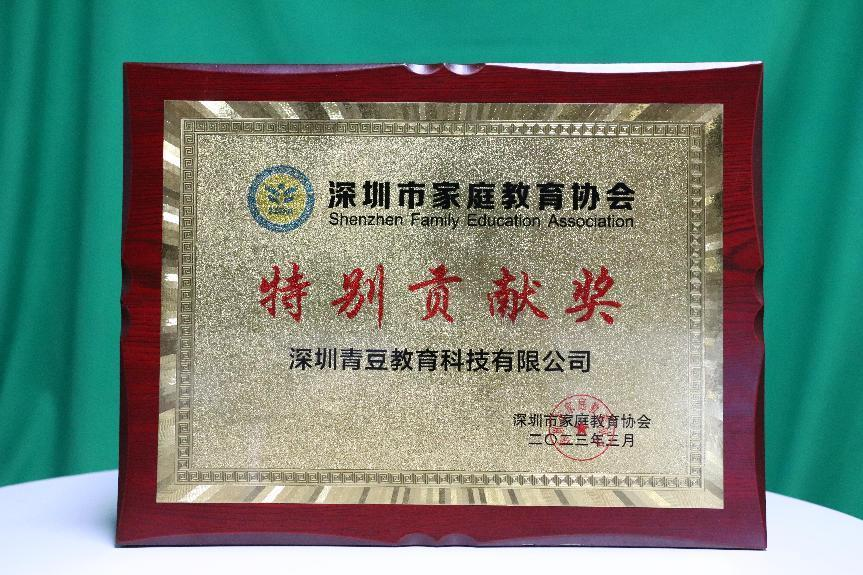 深圳市家庭教育协会
Shenzhen Family Education Association
特别贡献奖
深圳青豆教育科技有限公司
深圳市家庭教育协会
二〇二三年三月